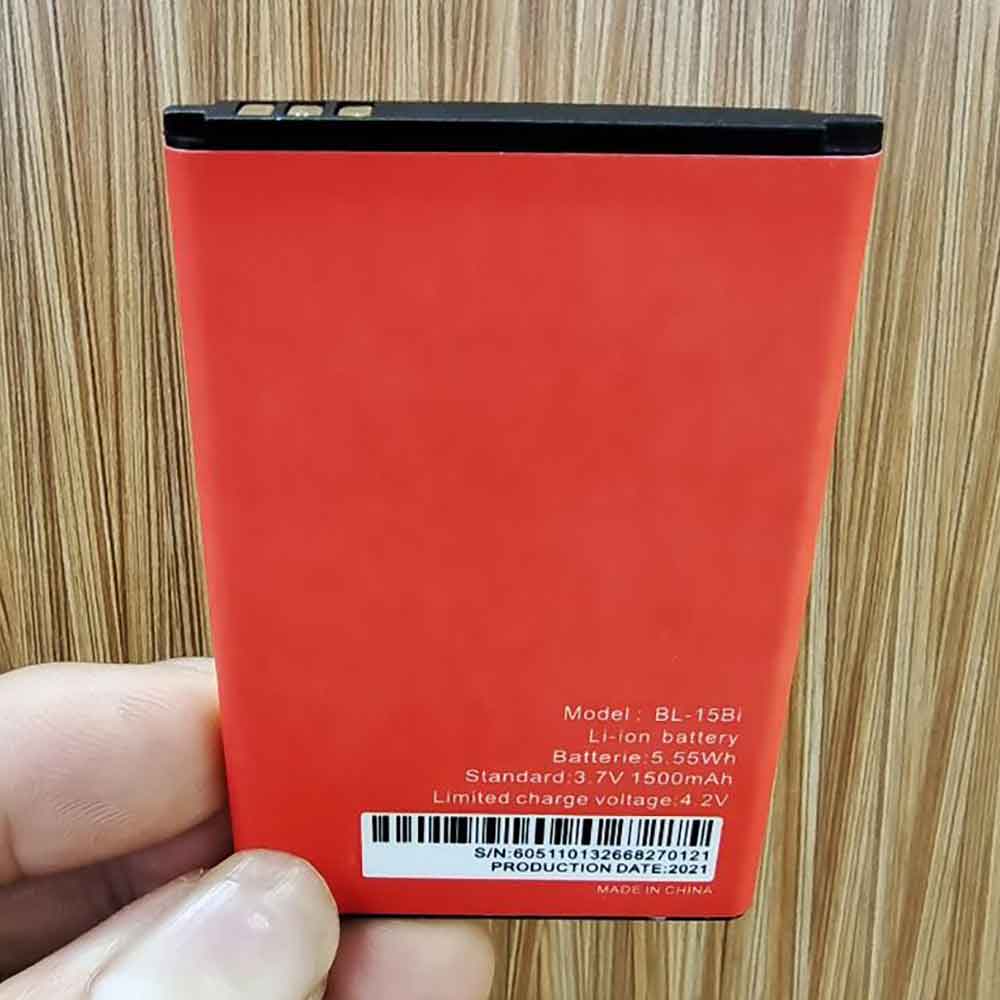 Model : BL-15Bi
Li-ion battery
Batterie:5.55Wh
Standard:3.7V 1500mAh
Limited charge voltage:4.2V
S/N:605110132668270121
PRODUCTION DATE:2021
MADE IN CHINA